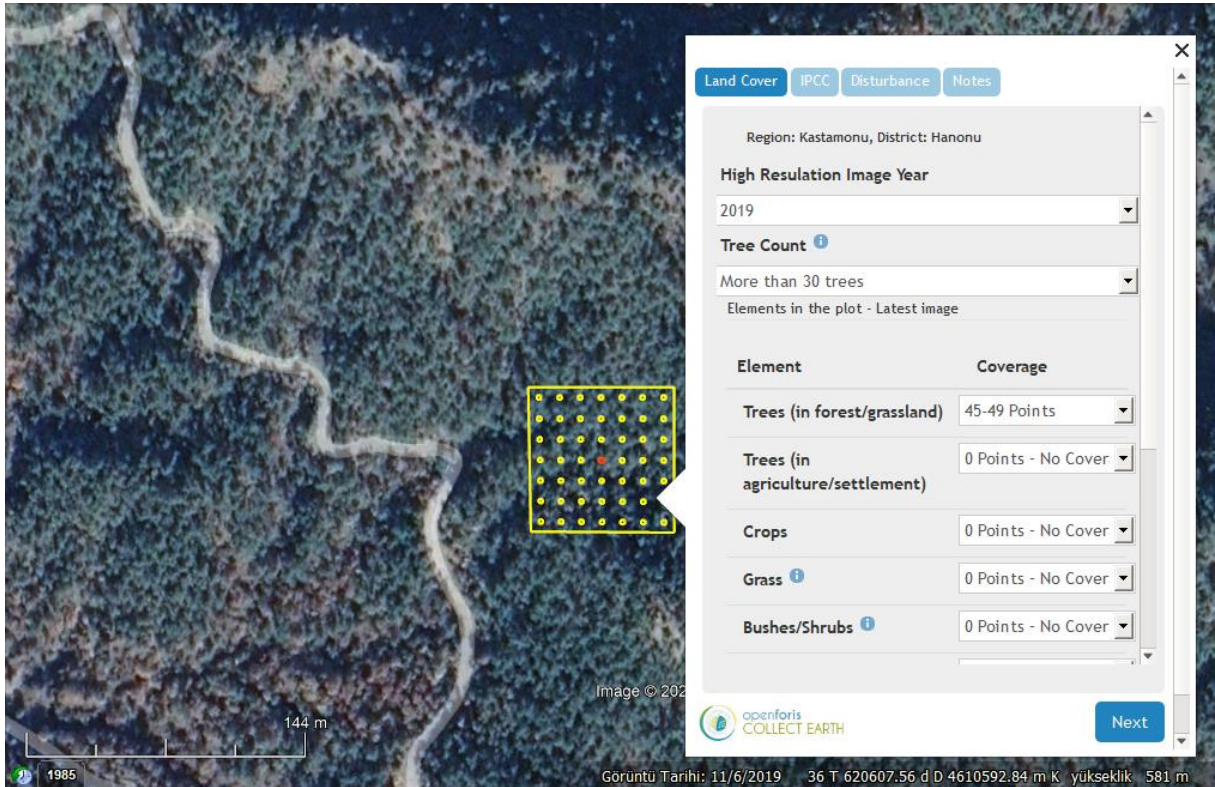 Land Cover
IPCC
Disturbance
Notes
Region: Kastamonu, District: Hanonu
High Resulation Image Year
2019
Tree Count
More than 30 trees
Elements in the plot - Latest image
Element Coverage
Trees (in forest/grassland) 45-49 Points
Trees (in
agriculture/settlement) 0 Points - No Cover
Crops 0 Points - No Cover
Grass 0 Points - No Cover
Bushes/Shrubs 0 Points - No Cover
openforis
COLLECT EARTH
Next
Image © 202
144 m
1985
Görüntü Tarihi: 11/6/2019 36 T 620607.56 d D 4610592.84 m K yükseklik 581 m